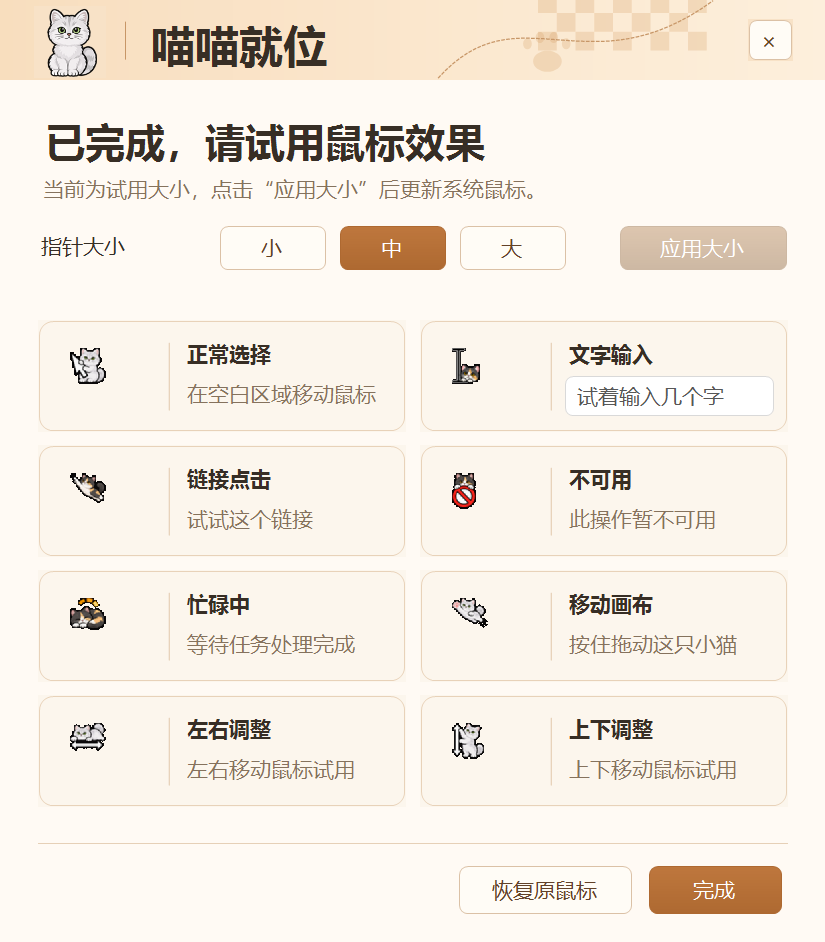 喵喵就位
×
已完成，请试用鼠标效果
当前为试用大小，点击“应用大小”后更新系统鼠标。
指针大小
小
中
大
应用大小
正常选择
在空白区域移动鼠标
文字输入
试着输入几个字
链接点击
试试这个链接
不可用
此操作暂不可用
忙碌中
等待任务处理完成
移动画布
按住拖动这只小猫
左右调整
左右移动鼠标试用
上下调整
上下移动鼠标试用
恢复原鼠标
完成